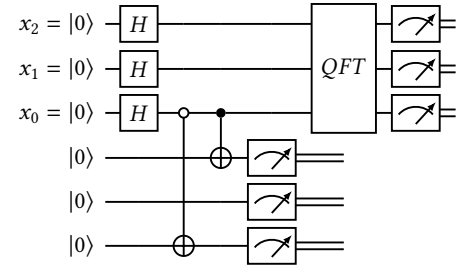 x₂ = |0⟩ H
x₁ = |0⟩ H QFT
x₀ = |0⟩ H
|0⟩
|0⟩
|0⟩